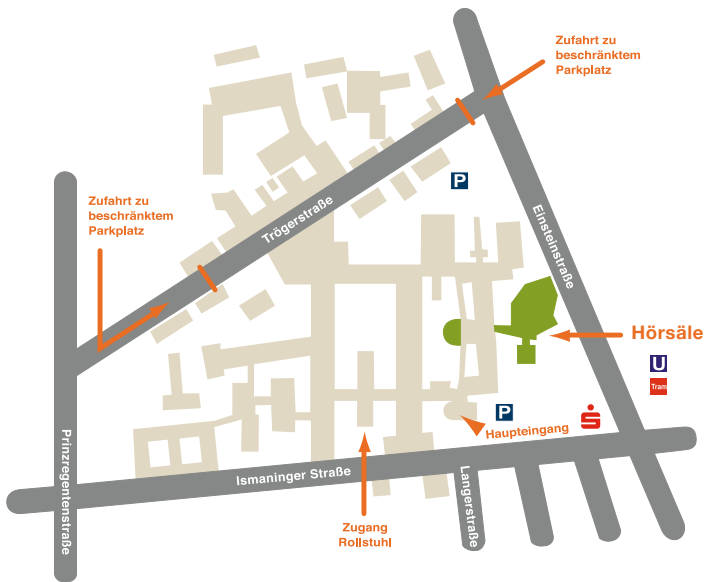 Zufahrt zu
beschränktem
Parkplatz
Zufahrt zu
beschränktem
Parkplatz
Trögerstraße
P
Einsteinstraße
Hörsäle
U
Tram
P
Haupteingang
S
Prinzregentenstraße
Ismaninger Straße
Langerstraße
Zugang
Rollstuhl